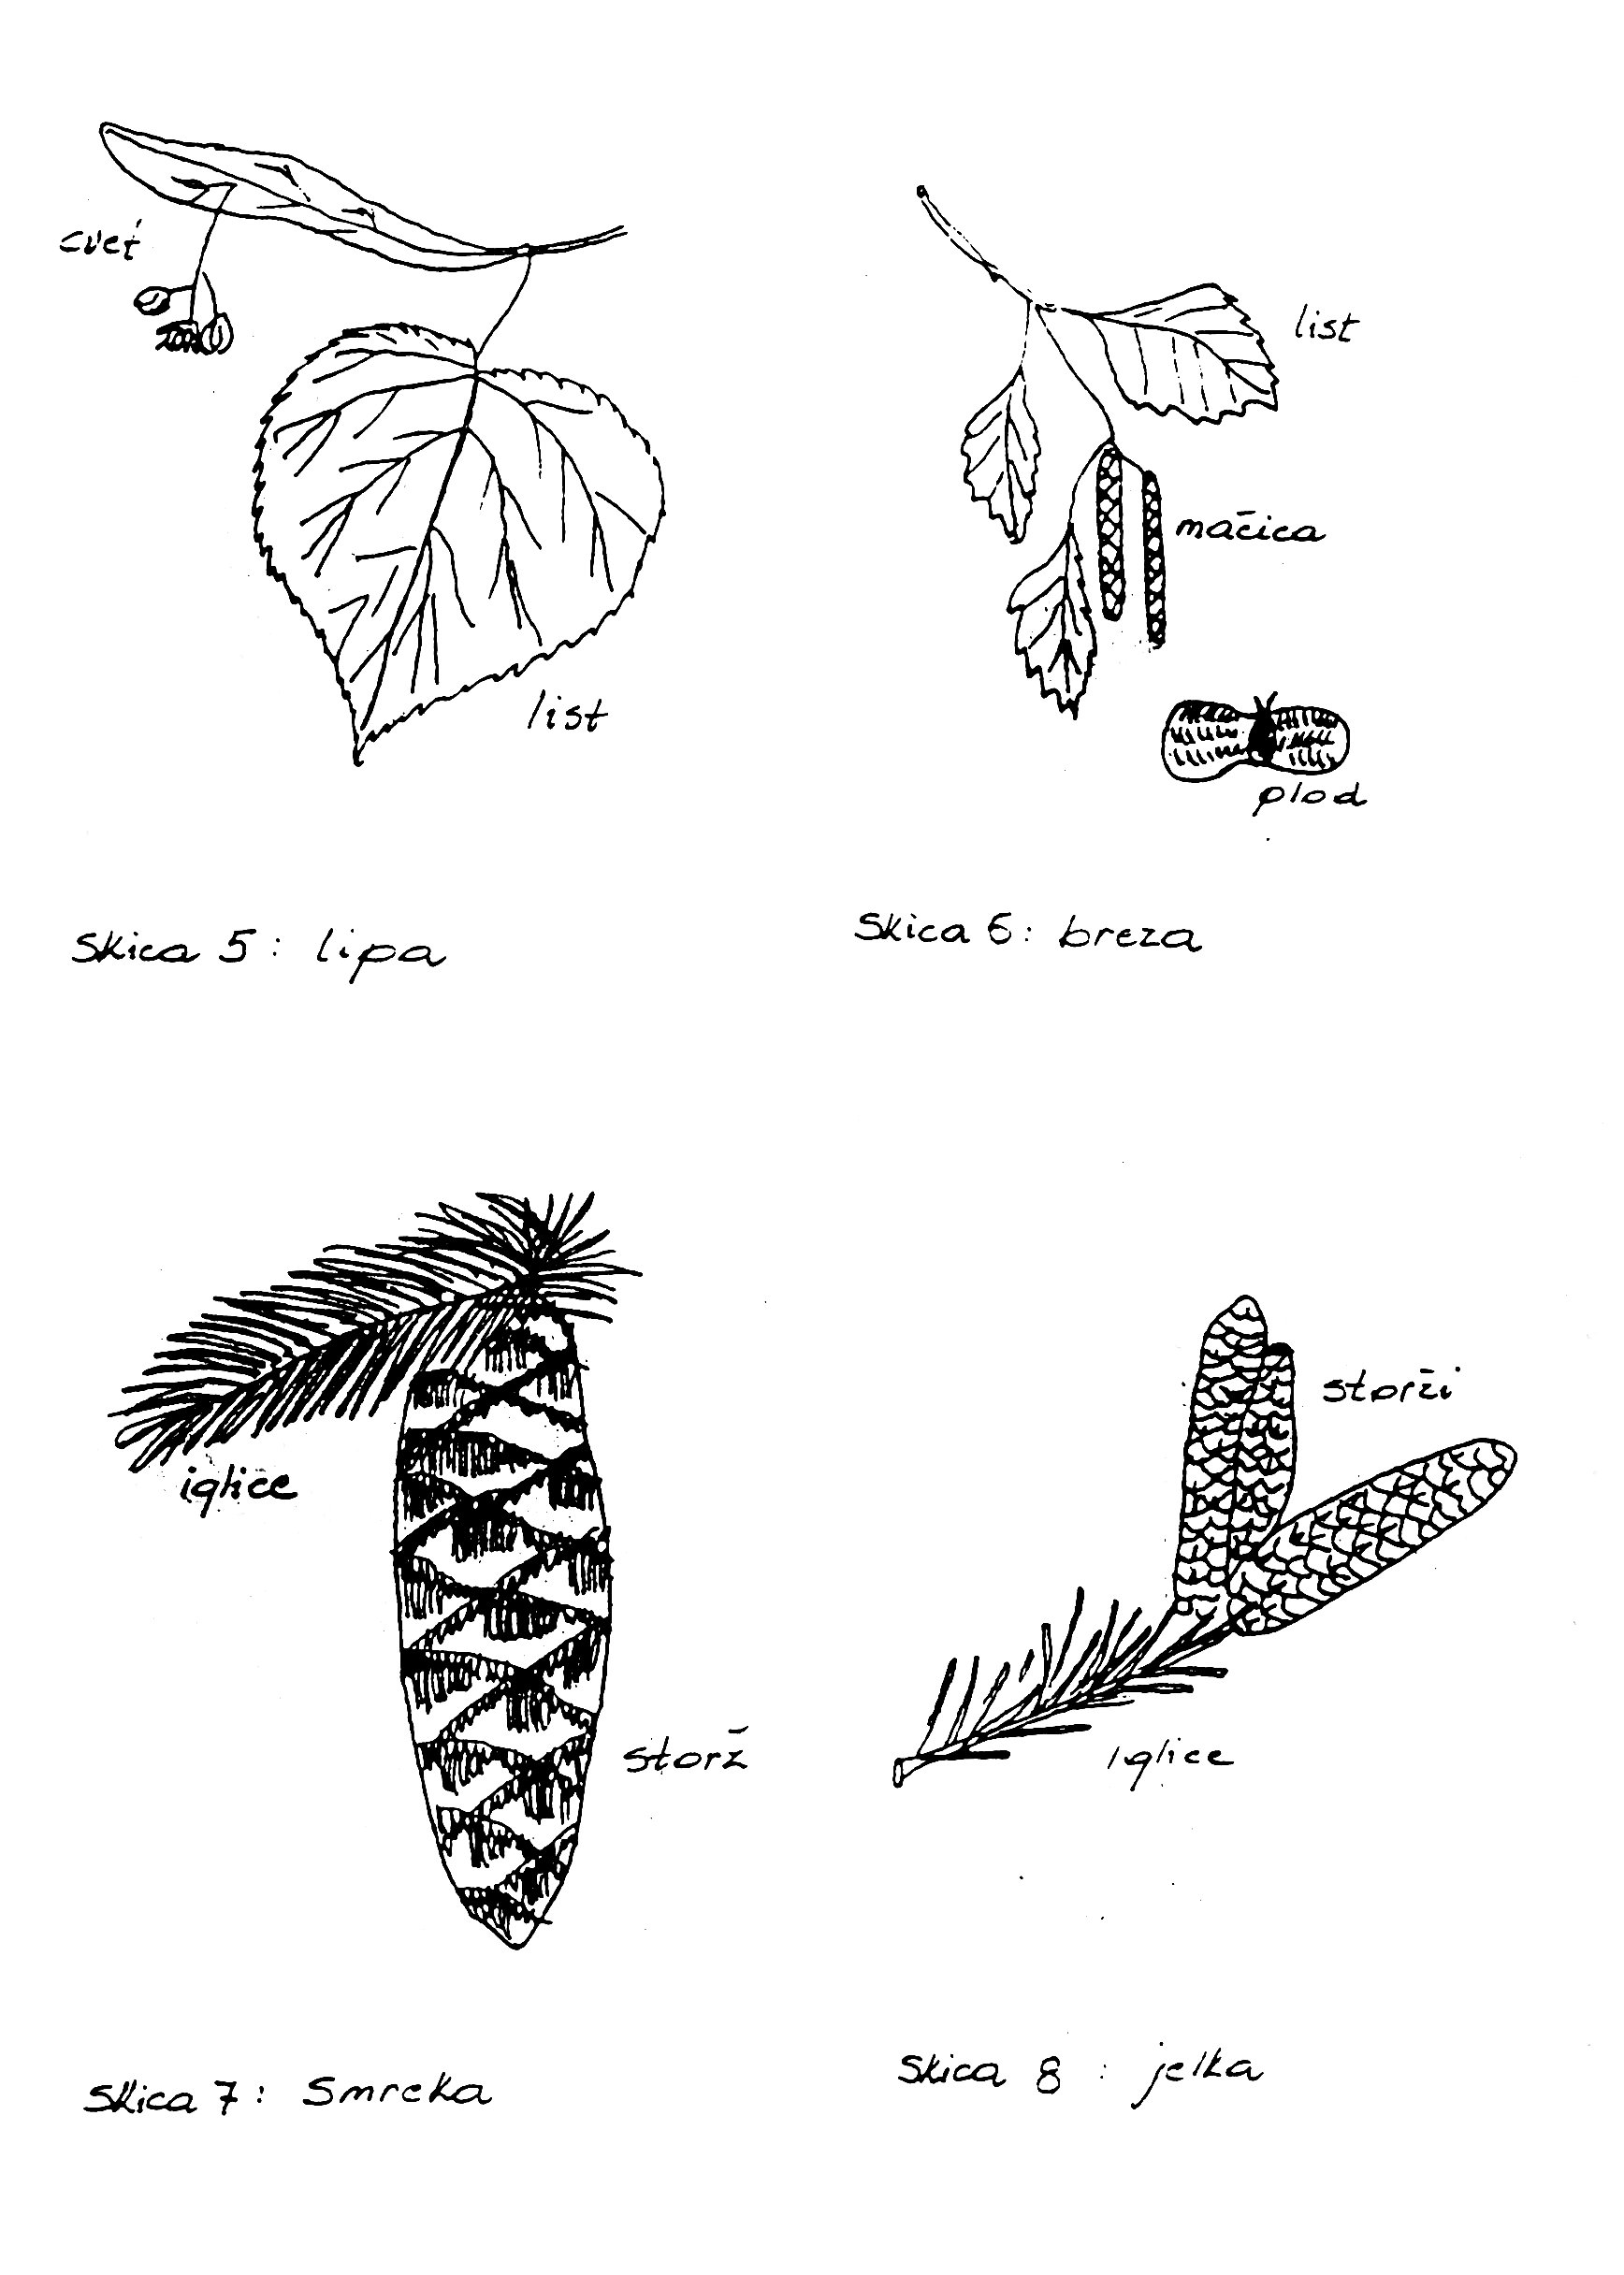 cvet
list
Skica 5: lipa
list
mačica
plod
Skica 6: breza
iglice
storž
Skica 7: Smreka
storži
iglice
Skica 8: jelka